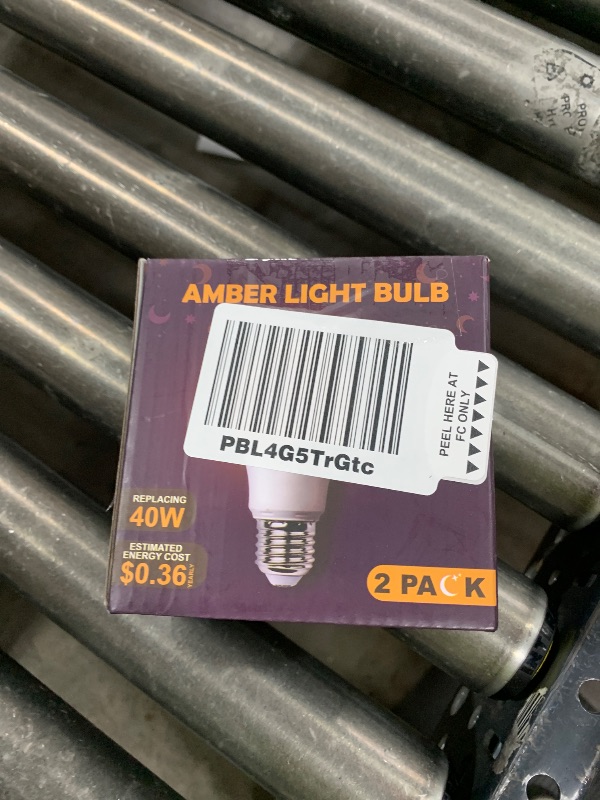 AMBER LIGHT BULB
PBL4G5TrGtc
PEEL HERE AT
FC ONLY
REPLACING
40W
ESTIMATED
ENERGY COST
$0.36 YEARLY
2 PACK